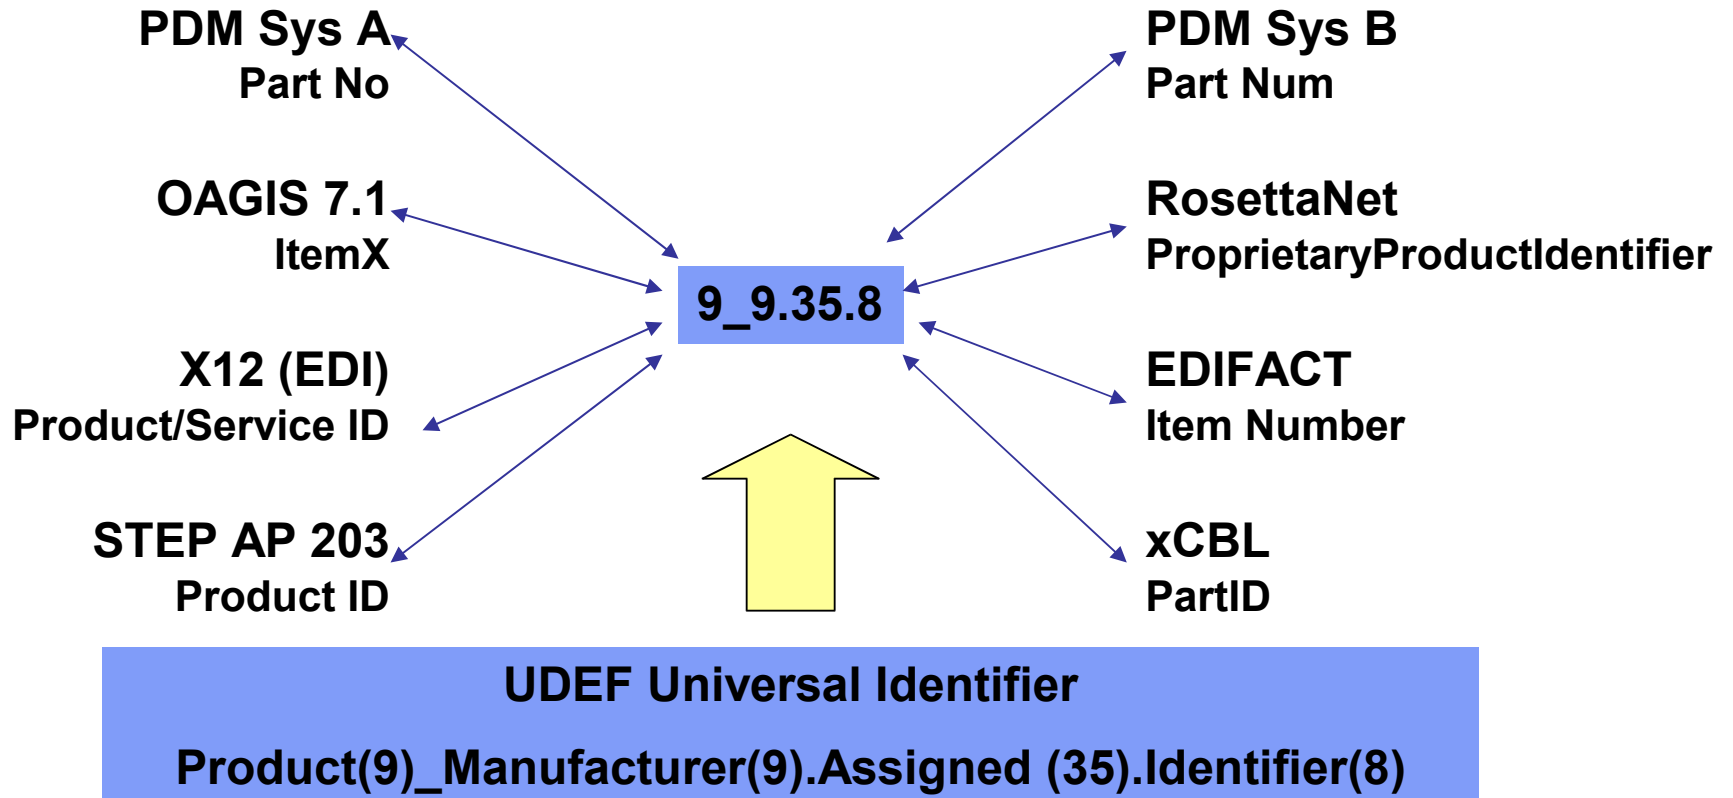 PDM Sys A
Part No
OAGIS 7.1
ItemX
X12 (EDI)
Product/Service ID
STEP AP 203
Product ID
9_9.35.8
PDM Sys B
Part Num
RosettaNet
ProprietaryProductIdentifier
EDIFACT
Item Number
xCBL
PartID
UDEF Universal Identifier
Product(9)_Manufacturer(9).Assigned (35).Identifier(8)